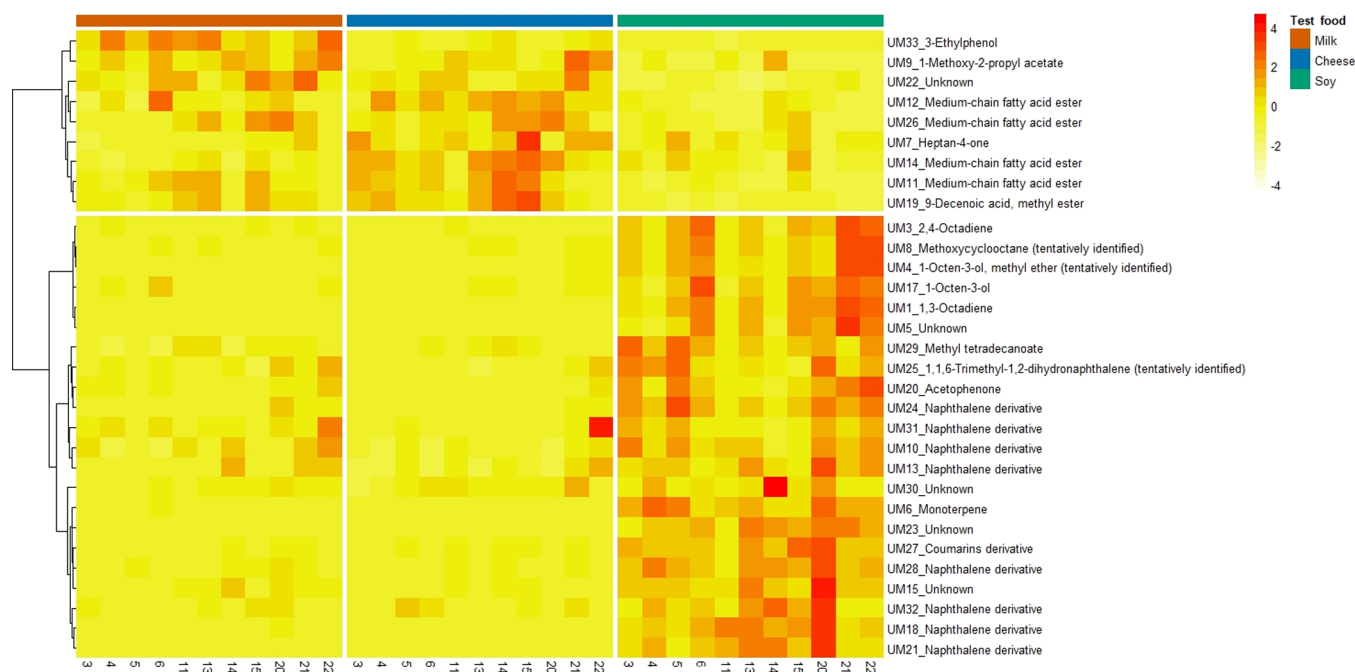 Test food
Milk
Cheese
Soy
4
2
0
-2
-4
UM33_3-Ethylphenol
UM9_1-Methoxy-2-propyl acetate
UM22_Unknown
UM12_Medium-chain fatty acid ester
UM26_Medium-chain fatty acid ester
UM7_Heptan-4-one
UM14_Medium-chain fatty acid ester
UM11_Medium-chain fatty acid ester
UM19_9-Decenoic acid, methyl ester
UM3_2,4-Octadiene
UM8_Methoxycyclooctane (tentatively identified)
UM4_1-Octen-3-ol, methyl ether (tentatively identified)
UM17_1-Octen-3-ol
UM1_1,3-Octadiene
UM5_Unknown
UM29_Methyl tetradecanoate
UM25_1,1,6-Trimethyl-1,2-dihydronaphthalene (tentatively identified)
UM20_Acetophenone
UM24_Naphthalene derivative
UM31_Naphthalene derivative
UM10_Naphthalene derivative
UM13_Naphthalene derivative
UM30_Unknown
UM6_Monoterpene
UM23_Unknown
UM27_Coumarins derivative
UM28_Naphthalene derivative
UM15_Unknown
UM32_Naphthalene derivative
UM18_Naphthalene derivative
UM21_Naphthalene derivative
3 4 5 6 11 13 14 15 20 21 22 3 4 5 6 11 13 14 15 20 21 22 3 4 5 6 11 13 14 15 20 21 22